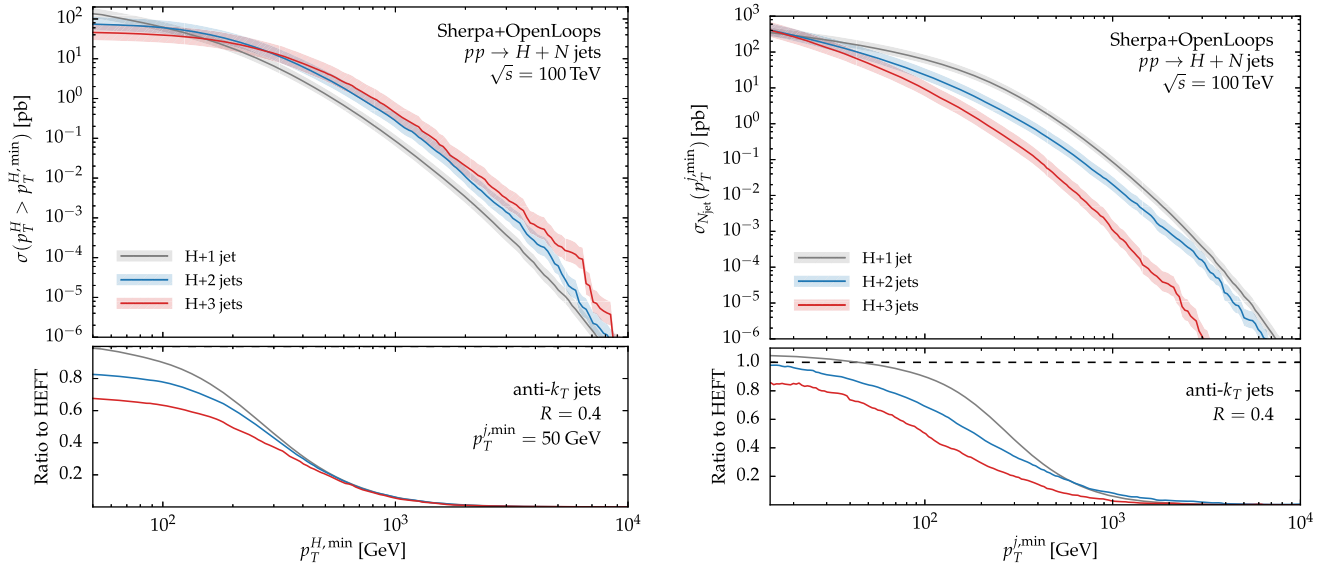 10^2
10^1
10^0
10^-1
10^-2
10^-3
10^-4
10^-5
10^-6
σ(p_T^H > p_T^{H,min}) [pb]
Sherpa+OpenLoops
pp → H + N jets
√s = 100 TeV
H+1 jet
H+2 jets
H+3 jets
0.8
0.6
0.4
0.2
Ratio to HEFT
anti-k_T jets
R = 0.4
p_T^{j,min} = 50 GeV
10^2
10^3
10^4
p_T^{H,min} [GeV]
10^3
10^2
10^1
10^0
10^-1
10^-2
10^-3
10^-4
10^-5
10^-6
σ_{N_jet}(p_T^{j,min}) [pb]
Sherpa+OpenLoops
pp → H + N jets
√s = 100 TeV
H+1 jet
H+2 jets
H+3 jets
1.0
0.8
0.6
0.4
0.2
Ratio to HEFT
anti-k_T jets
R = 0.4
10^2
10^3
10^4
p_T^{j,min} [GeV]